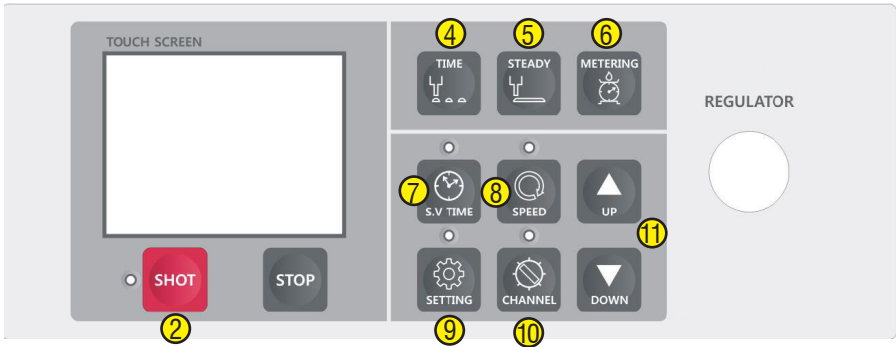 TOUCH SCREEN
4
5
6
TIME
STEADY
METERING
REGULATOR
7
8
S.V TIME
SPEED
UP
11
SHOT
STOP
SETTING
CHANNEL
DOWN
2
9
10